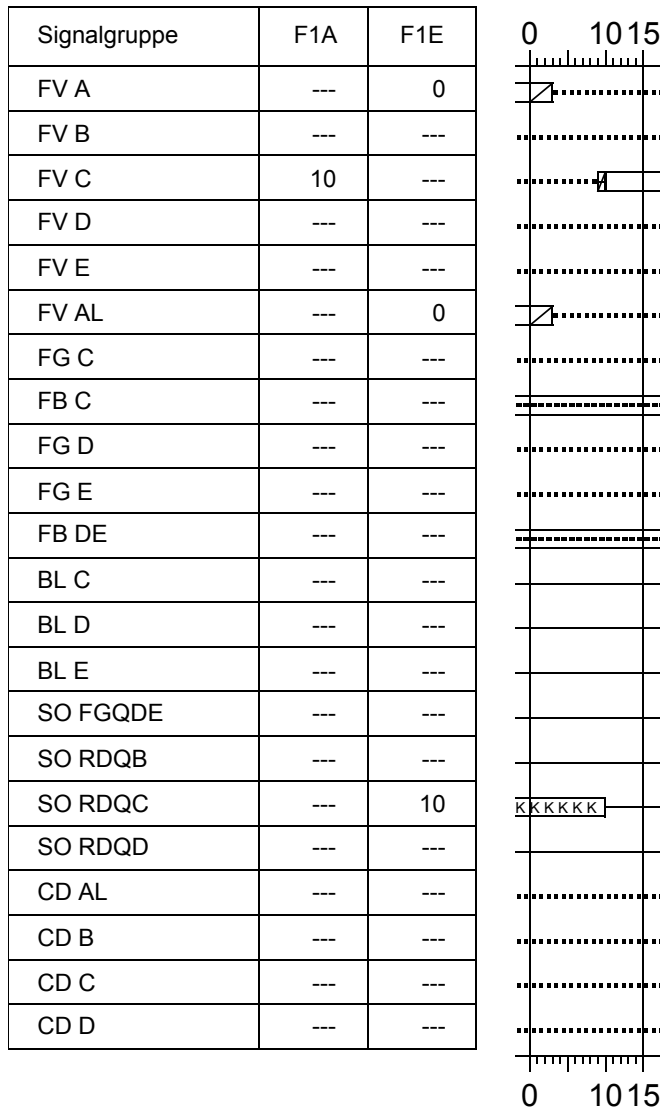 Signalgruppe F1A F1E 0 10 15
FV A --- 0
FV B --- ---
FV C 10 ---
FV D --- ---
FV E --- ---
FV AL --- 0
FG C --- ---
FB C --- ---
FG D --- ---
FG E --- ---
FB DE --- ---
BL C --- ---
BL D --- ---
BL E --- ---
SO FGQDE --- ---
SO RDQB --- ---
SO RDQC --- 10 K K K K K K
SO RDQD --- ---
CD AL --- ---
CD B --- ---
CD C --- ---
CD D --- ---
0 10 15